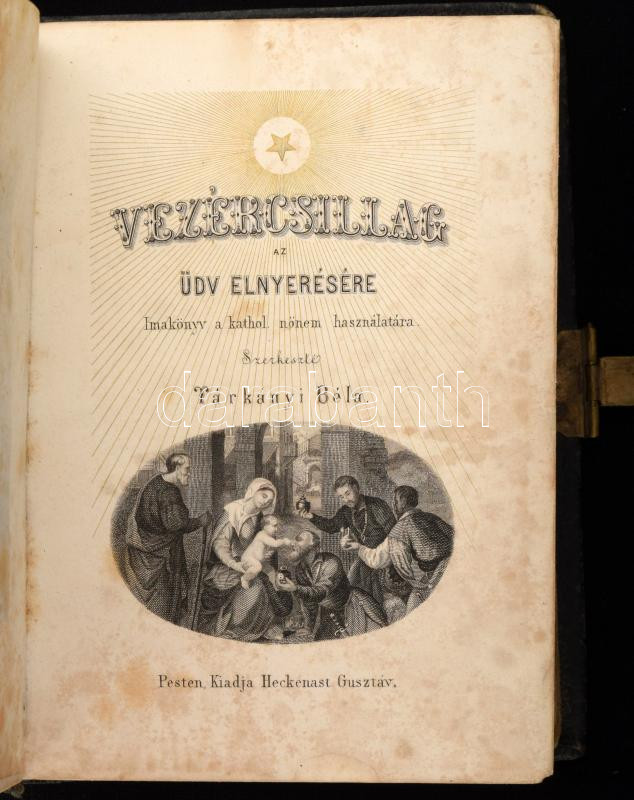 VEZÉRCSILLAG
AZ
ÜDV ELNYERÉSÉRE
Imakönyv a kathol. nőnem használatára.
Szerkeszté
Tárkányi Béla.
darabanth
Pesten, Kiadja Heckenast Gusztáv.